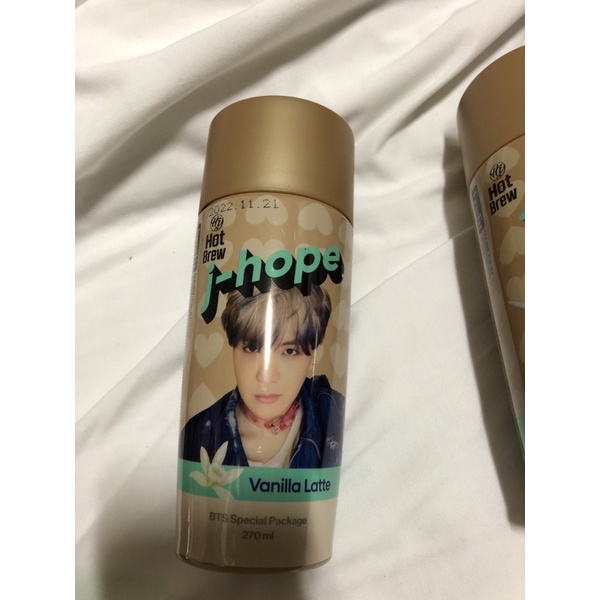 2022.11.21
Hot
Brew
j-hope
Vanilla Latte
BTS Special Package
270 ml
Hot
Brew